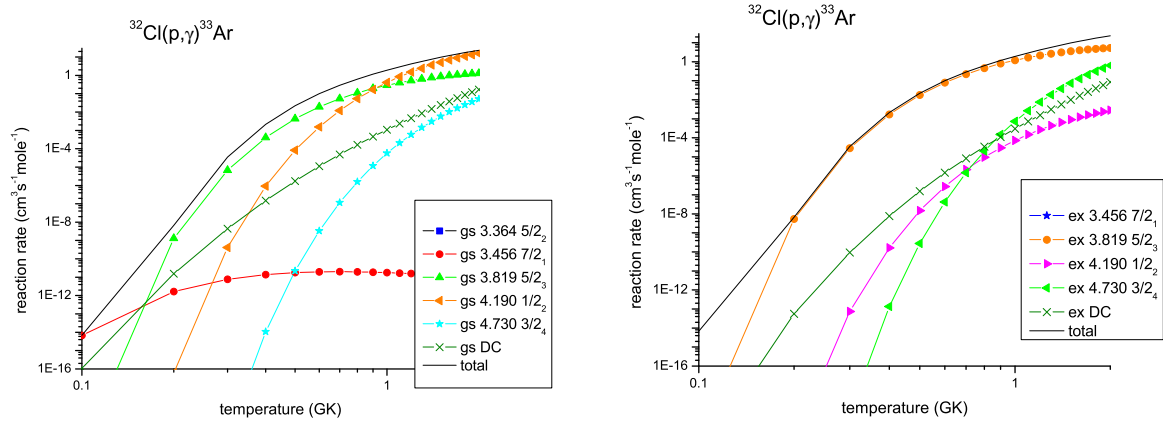 ³²Cl(p,γ)³³Ar
1
1E-4
1E-8
1E-12
1E-16
0.1
1
reaction rate (cm³s⁻¹mole⁻¹)
temperature (GK)
gs 3.364 5/2₂
gs 3.456 7/2₁
gs 3.819 5/2₃
gs 4.190 1/2₂
gs 4.730 3/2₄
gs DC
total
³²Cl(p,γ)³³Ar
1
1E-4
1E-8
1E-12
1E-16
0.1
1
reaction rate (cm³s⁻¹mole⁻¹)
temperature (GK)
ex 3.456 7/2₁
ex 3.819 5/2₃
ex 4.190 1/2₂
ex 4.730 3/2₄
ex DC
total